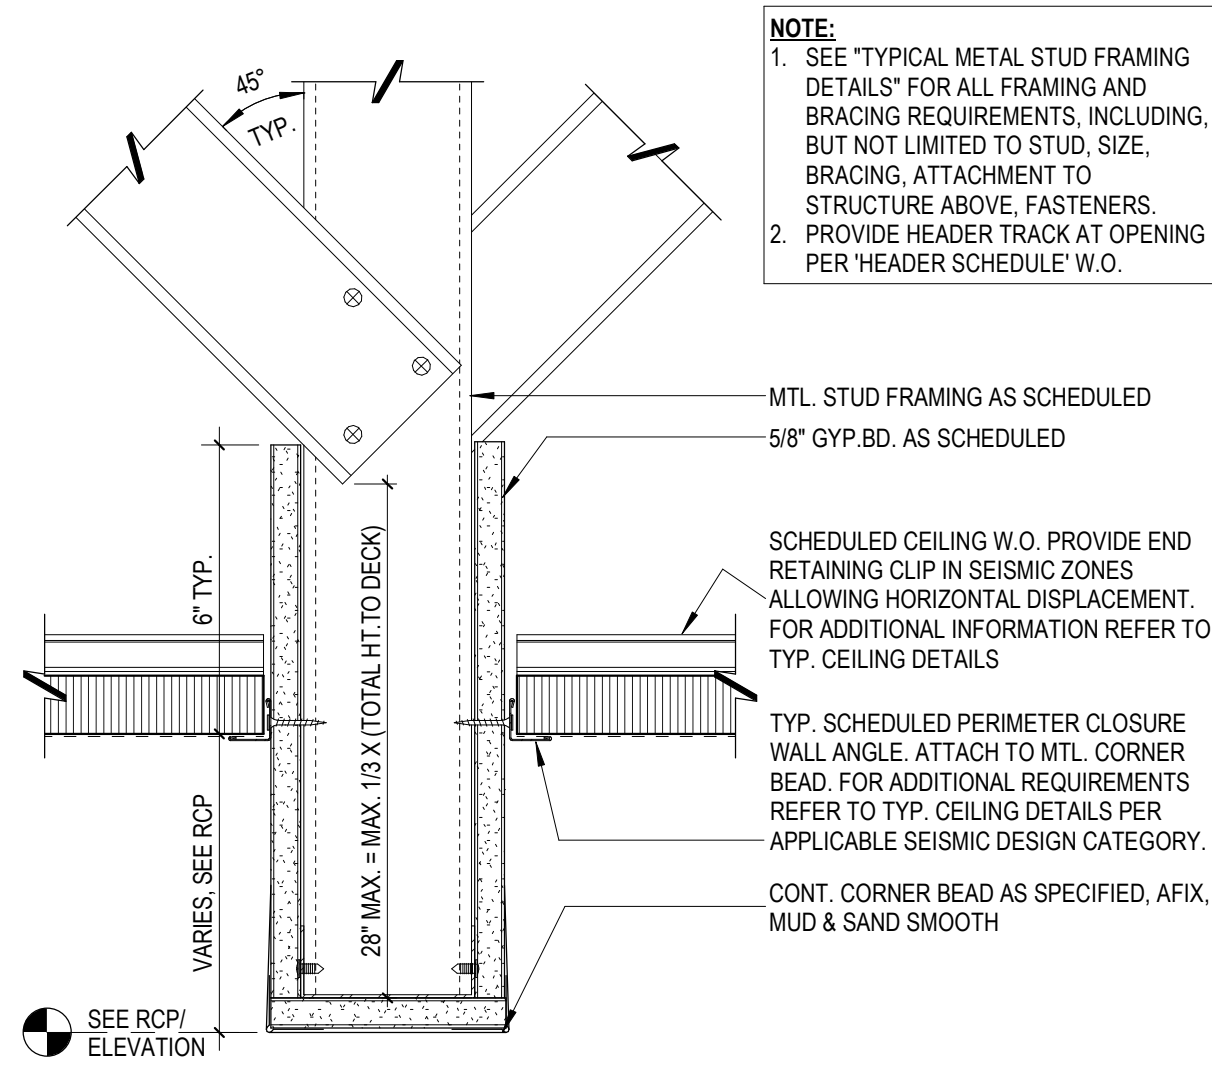 NOTE:
1. SEE "TYPICAL METAL STUD FRAMING
DETAILS" FOR ALL FRAMING AND
BRACING REQUIREMENTS, INCLUDING,
BUT NOT LIMITED TO STUD, SIZE,
BRACING, ATTACHMENT TO
STRUCTURE ABOVE, FASTENERS.
2. PROVIDE HEADER TRACK AT OPENING
PER 'HEADER SCHEDULE' W.O.
45°
TYP.
MTL. STUD FRAMING AS SCHEDULED
5/8" GYP.BD. AS SCHEDULED
SCHEDULED CEILING W.O. PROVIDE END
RETAINING CLIP IN SEISMIC ZONES
ALLOWING HORIZONTAL DISPLACEMENT.
FOR ADDITIONAL INFORMATION REFER TO
TYP. CEILING DETAILS
TYP. SCHEDULED PERIMETER CLOSURE
WALL ANGLE. ATTACH TO MTL. CORNER
BEAD. FOR ADDITIONAL REQUIREMENTS
REFER TO TYP. CEILING DETAILS PER
APPLICABLE SEISMIC DESIGN CATEGORY.
CONT. CORNER BEAD AS SPECIFIED, AFIX,
MUD & SAND SMOOTH
6" TYP.
28" MAX. = MAX. 1/3 X (TOTAL HT.TO DECK)
VARIES, SEE RCP
SEE RCP/
ELEVATION